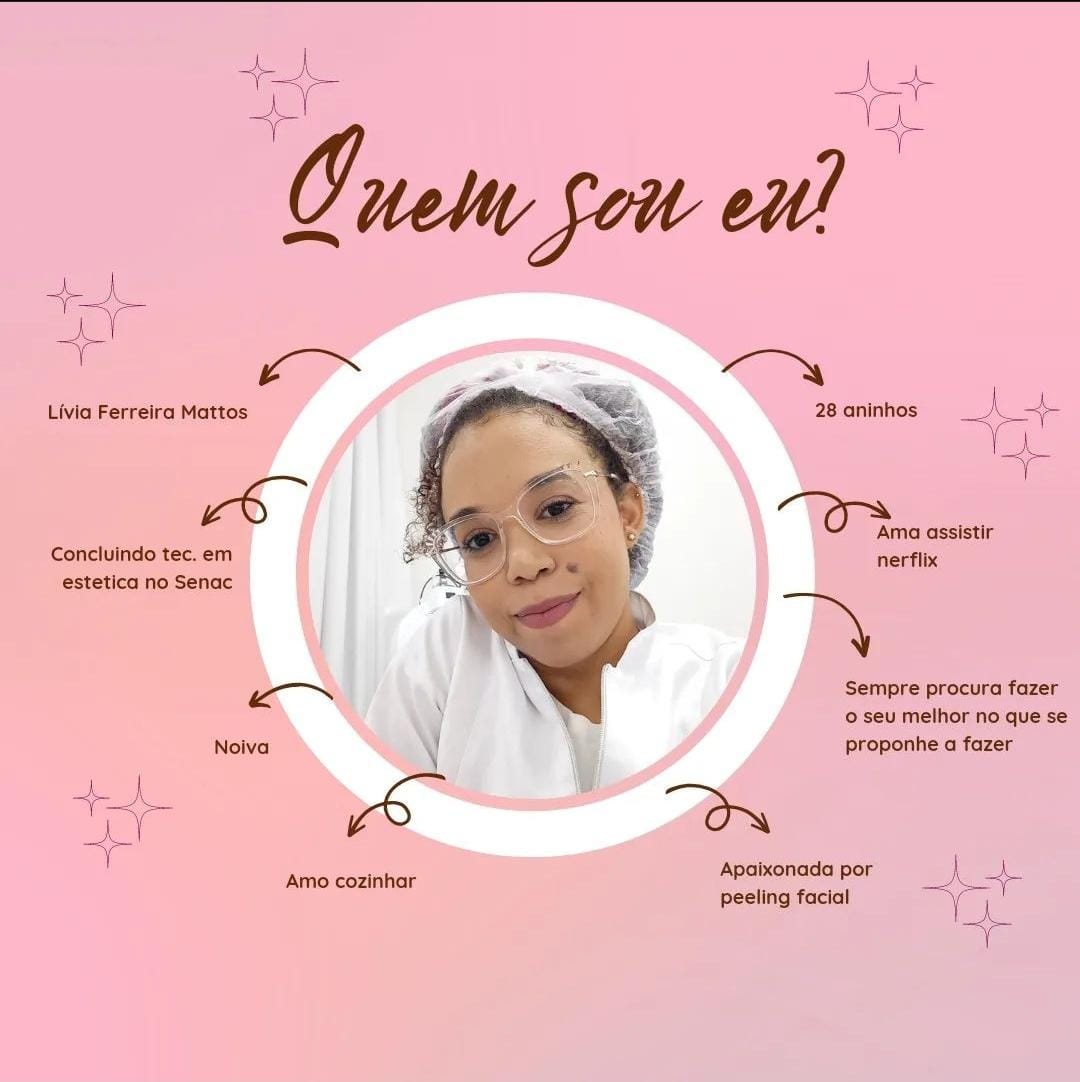 Quem sou eu?
Lívia Ferreira Mattos
28 aninhos
Concluindo tec. em
estetica no Senac
Ama assistir
nerflix
Noiva
Sempre procura fazer
o seu melhor no que se
proponhe a fazer
Amo cozinhar
Apaixonada por
peeling facial